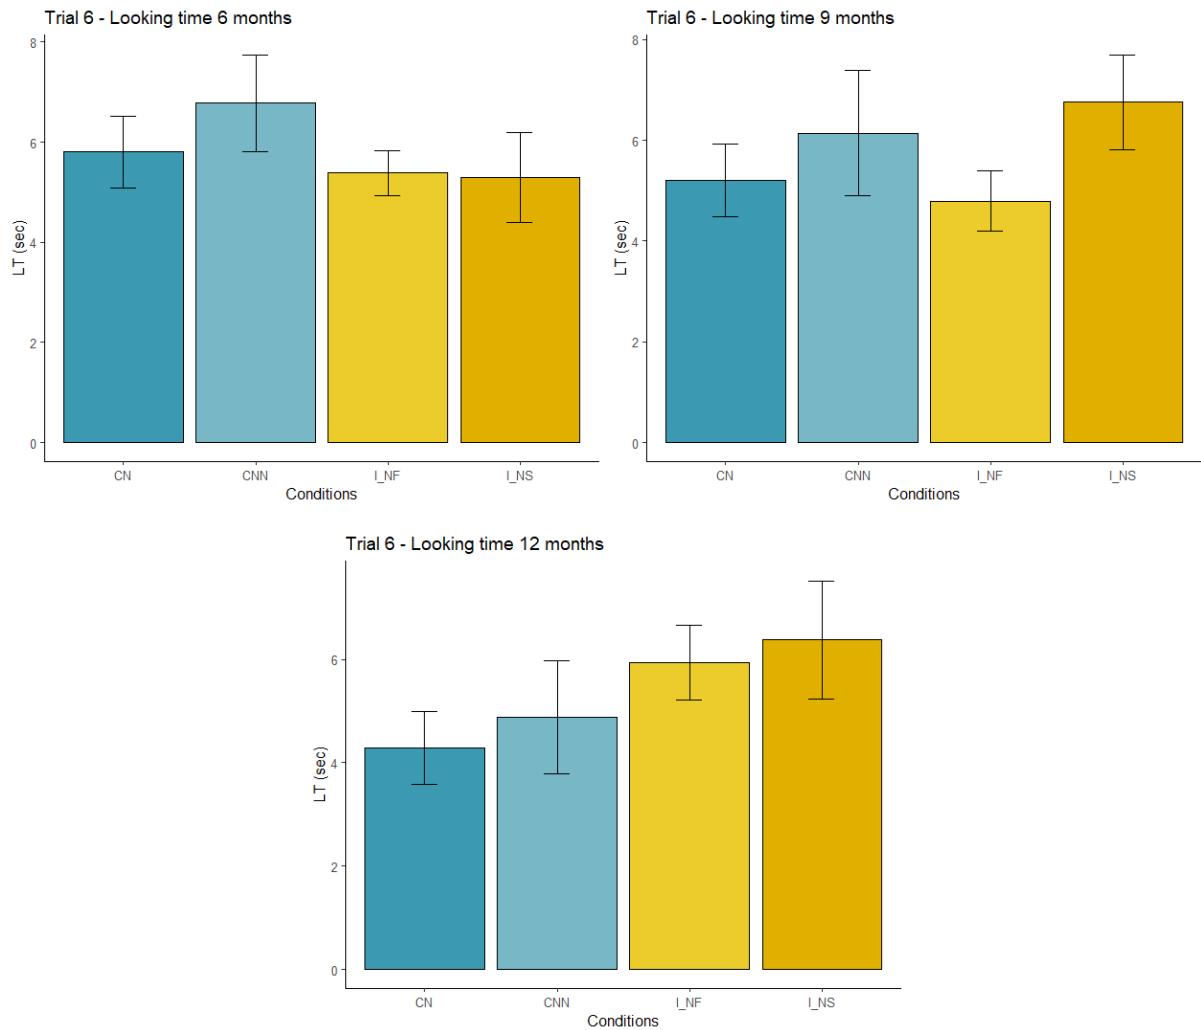 Trial 6 - Looking time 6 months
8
6
4
2
0
LT (sec)
CN CNN I_NF I_NS
Conditions
Trial 6 - Looking time 9 months
8
6
4
2
0
LT (sec)
CN CNN I_NF I_NS
Conditions
Trial 6 - Looking time 12 months
6
4
2
0
LT (sec)
CN CNN I_NF I_NS
Conditions